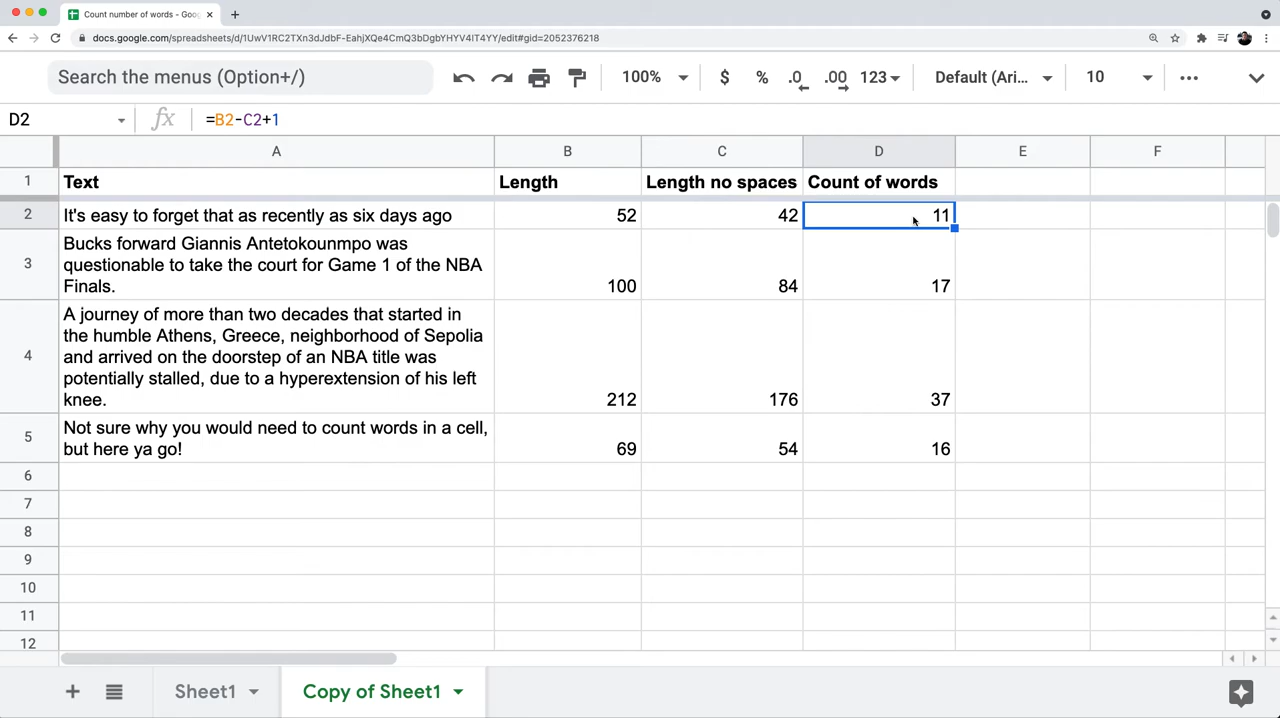 Count number of words - Goog
docs.google.com/spreadsheets/d/1UwV1RC2TXn3dJdbF-EahjXQe4CmQ3bDgbYHYV4lT4YY/edit#gid=2052376218
Search the menus (Option+/) 100% $ % .0 .00 123 Default (Ari... 10
D2 fx =B2-C2+1
A B C D E F
1 Text Length Length no spaces Count of words
2 It's easy to forget that as recently as six days ago 52 42 11
Bucks forward Giannis Antetokounmpo was
3 questionable to take the court for Game 1 of the NBA
Finals. 100 84 17
A journey of more than two decades that started in
the humble Athens, Greece, neighborhood of Sepolia
4 and arrived on the doorstep of an NBA title was
potentially stalled, due to a hyperextension of his left
knee. 212 176 37
Not sure why you would need to count words in a cell,
5 but here ya go! 69 54 16
6
7
8
9
10
11
12
Sheet1 Copy of Sheet1